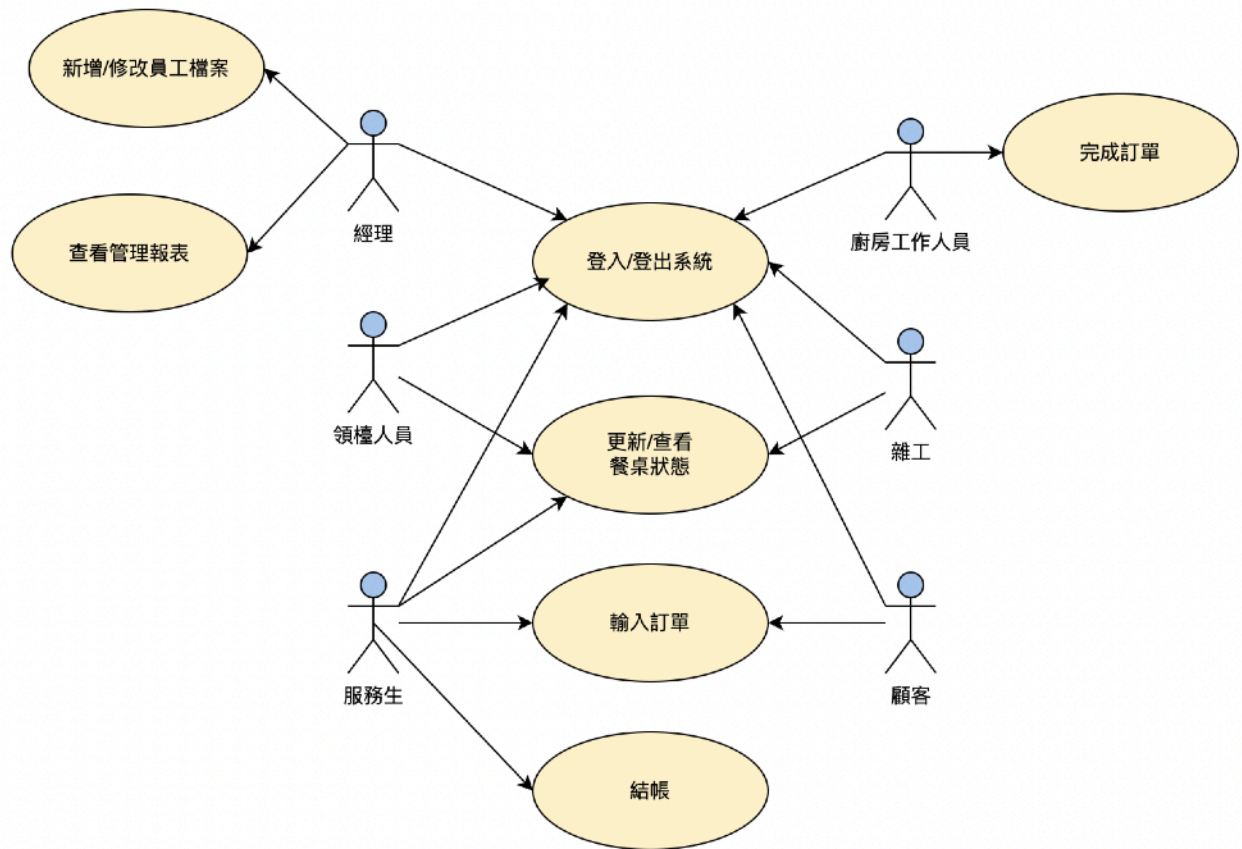 新增/修改員工檔案
完成訂單
經理
廚房工作人員
查看管理報表
登入/登出系統
領檯人員
雜工
更新/查看
餐桌狀態
輸入訂單
服務生
顧客
結帳